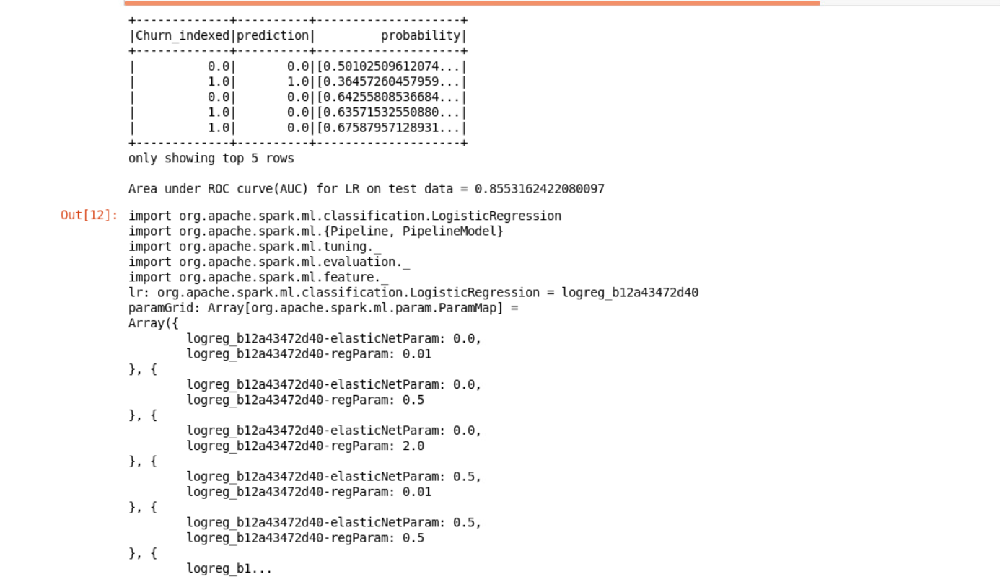 +-------------+----------+--------------------+
|Churn_indexed|prediction|         probability|
+-------------+----------+--------------------+
|          0.0|       0.0|[0.50102509612074...|
|          1.0|       1.0|[0.36457260457959...|
|          0.0|       0.0|[0.64255808536684...|
|          1.0|       0.0|[0.63571532550880...|
|          1.0|       0.0|[0.67587957128931...|
+-------------+----------+--------------------+
only showing top 5 rows
Area under ROC curve(AUC) for LR on test data = 0.8553162422080097
Out[12]: import org.apache.spark.ml.classification.LogisticRegression
import org.apache.spark.ml.{Pipeline, PipelineModel}
import org.apache.spark.ml.tuning._
import org.apache.spark.ml.evaluation._
import org.apache.spark.ml.feature._
lr: org.apache.spark.ml.classification.LogisticRegression = logreg_b12a43472d40
paramGrid: Array[org.apache.spark.ml.param.ParamMap] =
Array({
        logreg_b12a43472d40-elasticNetParam: 0.0,
        logreg_b12a43472d40-regParam: 0.01
}, {
        logreg_b12a43472d40-elasticNetParam: 0.0,
        logreg_b12a43472d40-regParam: 0.5
}, {
        logreg_b12a43472d40-elasticNetParam: 0.0,
        logreg_b12a43472d40-regParam: 2.0
}, {
        logreg_b12a43472d40-elasticNetParam: 0.5,
        logreg_b12a43472d40-regParam: 0.01
}, {
        logreg_b12a43472d40-elasticNetParam: 0.5,
        logreg_b12a43472d40-regParam: 0.5
}, {
        logreg_b1...